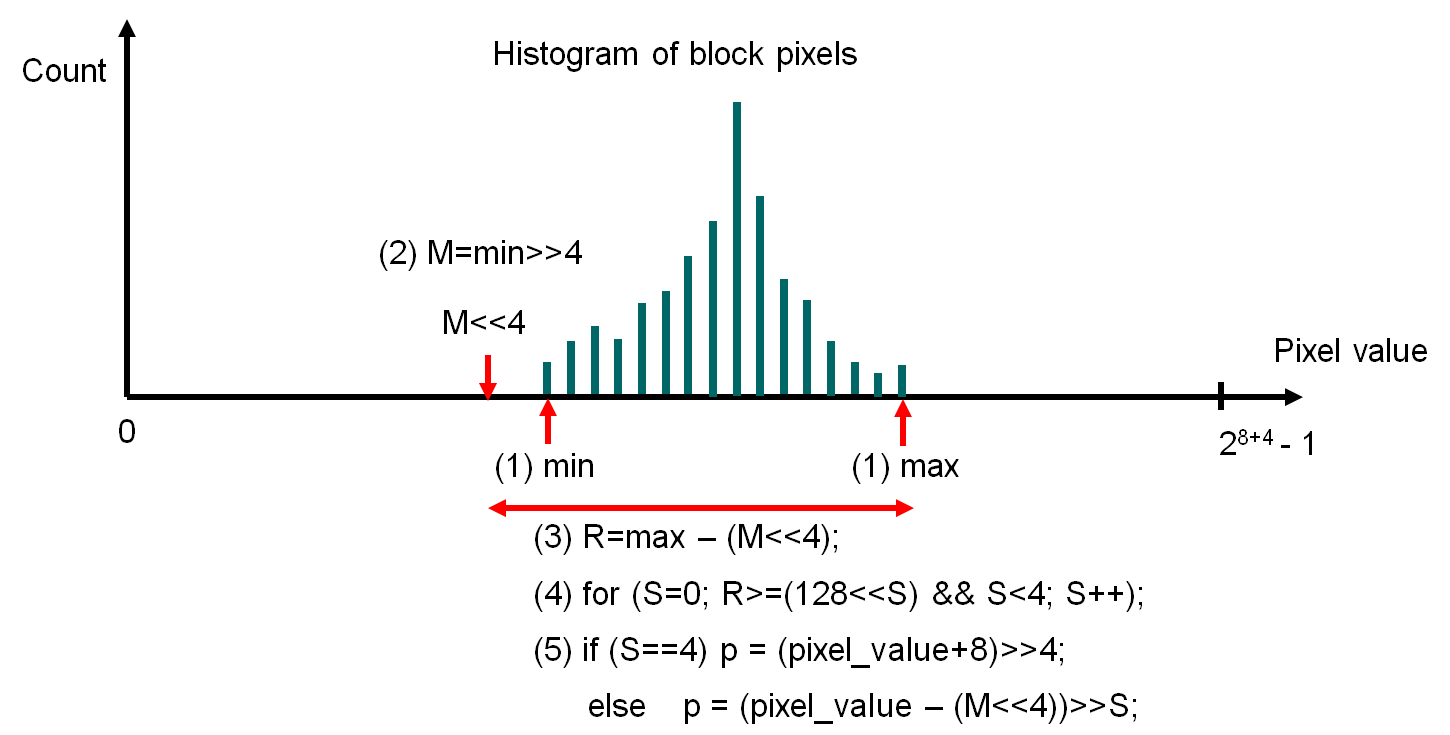 Histogram of block pixels
Count
(2) M=min>>4
M<<4
Pixel value
0
2^{8+4} - 1
(1) min
(1) max
(3) R=max – (M<<4);
(4) for (S=0; R>=(128<<S) && S<4; S++);
(5) if (S==4) p = (pixel_value+8)>>4;
else p = (pixel_value – (M<<4))>>S;